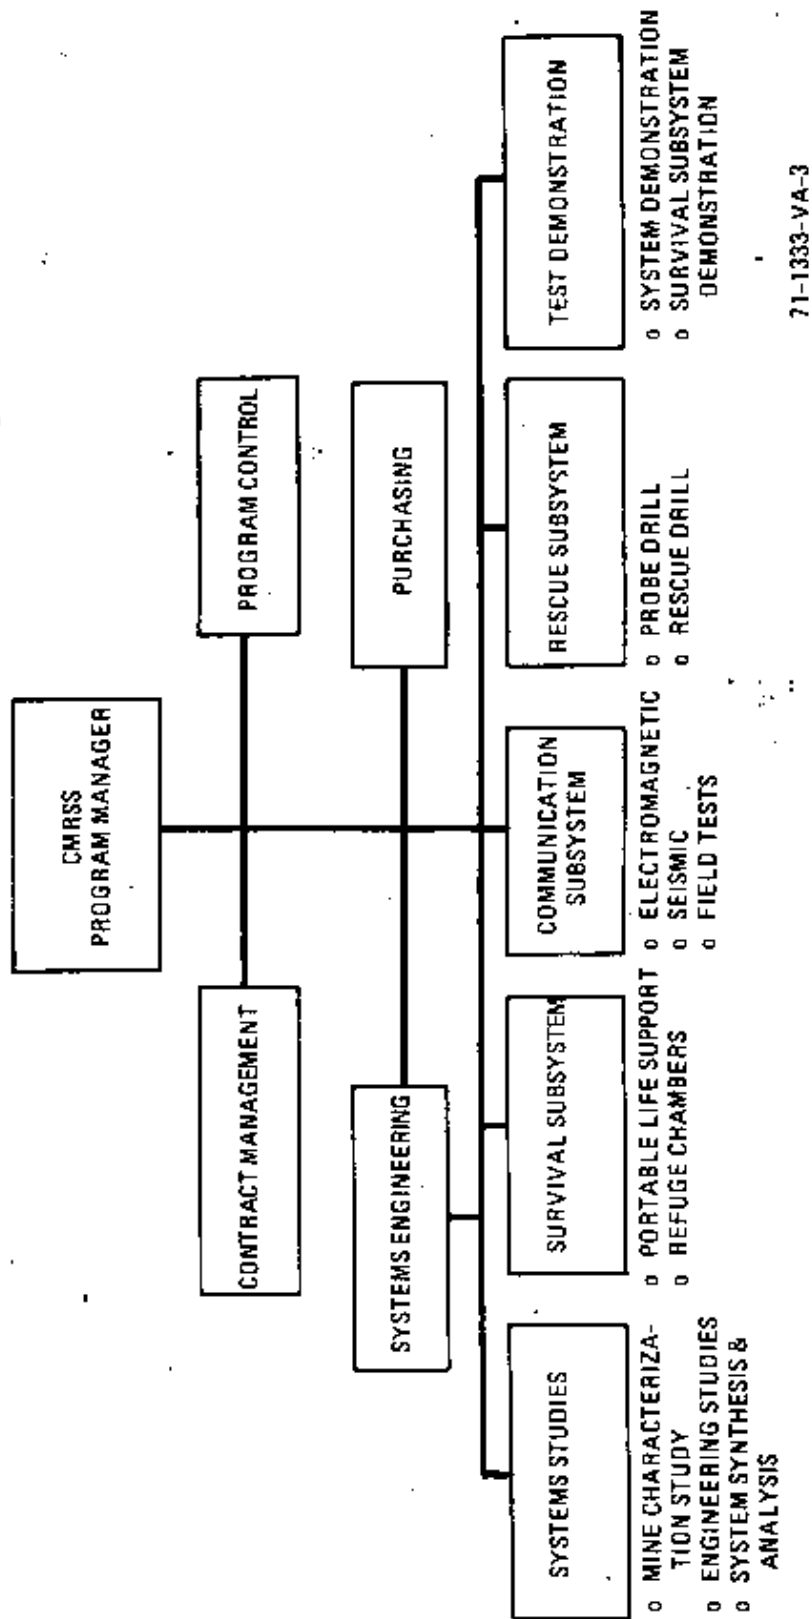 CMRSS
PROGRAM MANAGER
CONTRACT MANAGEMENT
PROGRAM CONTROL
SYSTEMS ENGINEERING
PURCHASING
SYSTEMS STUDIES
o MINE CHARACTERIZA-
TION STUDY
o ENGINEERING STUDIES
o SYSTEM SYNTHESIS &
ANALYSIS
SURVIVAL SUBSYSTEM
o PORTABLE LIFE SUPPORT
o REFUGE CHAMBERS
COMMUNICATION
SUBSYSTEM
o ELECTROMAGNETIC
o SEISMIC
o FIELD TESTS
RESCUE SUBSYSTEM
o PROBE DRILL
o RESCUE DRILL
TEST DEMONSTRATION
o SYSTEM DEMONSTRATION
o SURVIVAL SUBSYSTEM
DEMONSTRATION
71-1333-VA-3